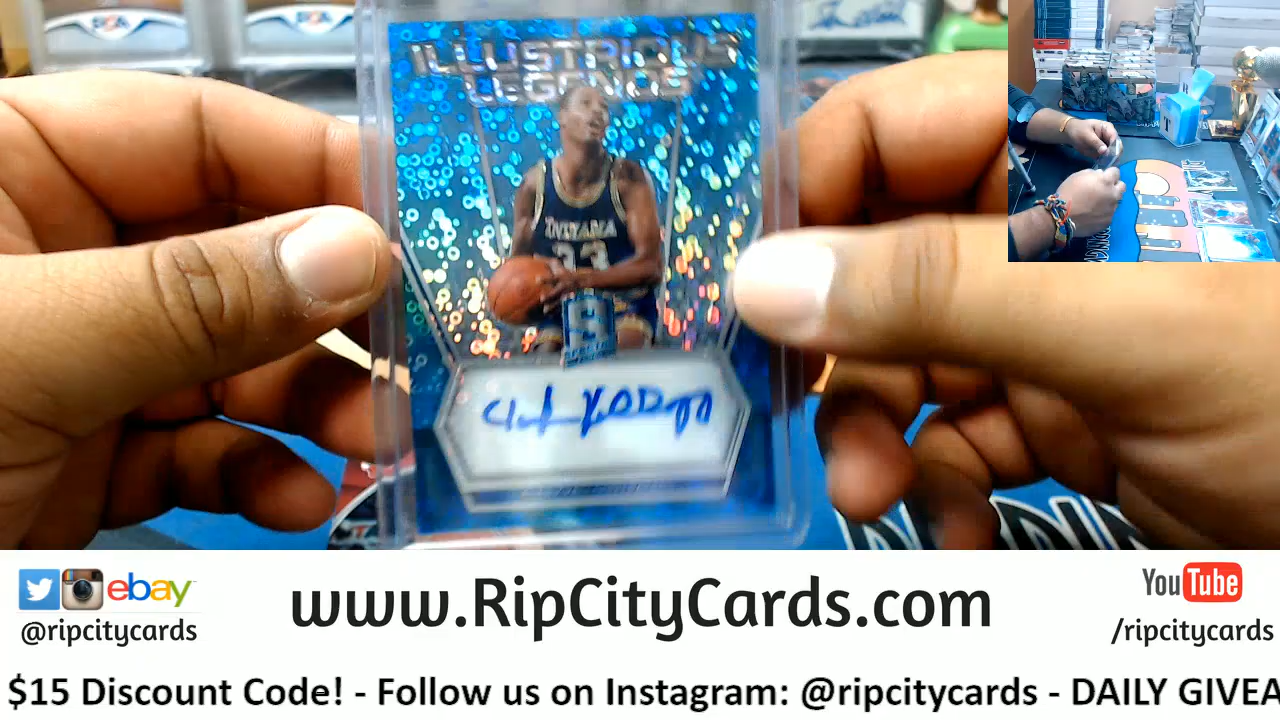 ILLUSTRIOUS
LEGENDS
INDIANA
33
ebay
@ripcitycards
www.RipCityCards.com
YouTube
/ripcitycards
$15 Discount Code! - Follow us on Instagram: @ripcitycards - DAILY GIVEA